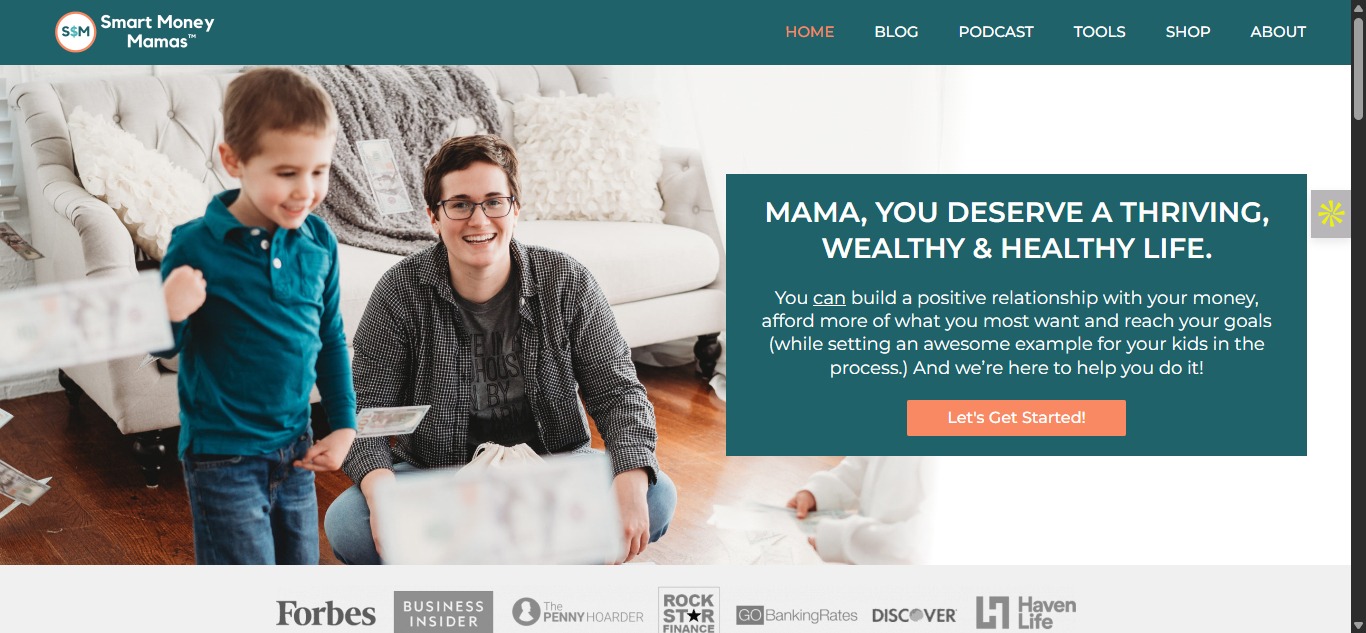 S$M
Smart Money
Mamas™
HOME
BLOG
PODCAST
TOOLS
SHOP
ABOUT
MAMA, YOU DESERVE A THRIVING,
WEALTHY & HEALTHY LIFE.
You can build a positive relationship with your money,
afford more of what you most want and reach your goals
(while setting an awesome example for your kids in the
process.) And we’re here to help you do it!
Let's Get Started!
Forbes
BUSINESS
INSIDER
The
PENNYHOARDER
ROCK
ST★R
FINANCE
GOBankingRates
DISCOVER
Haven
Life